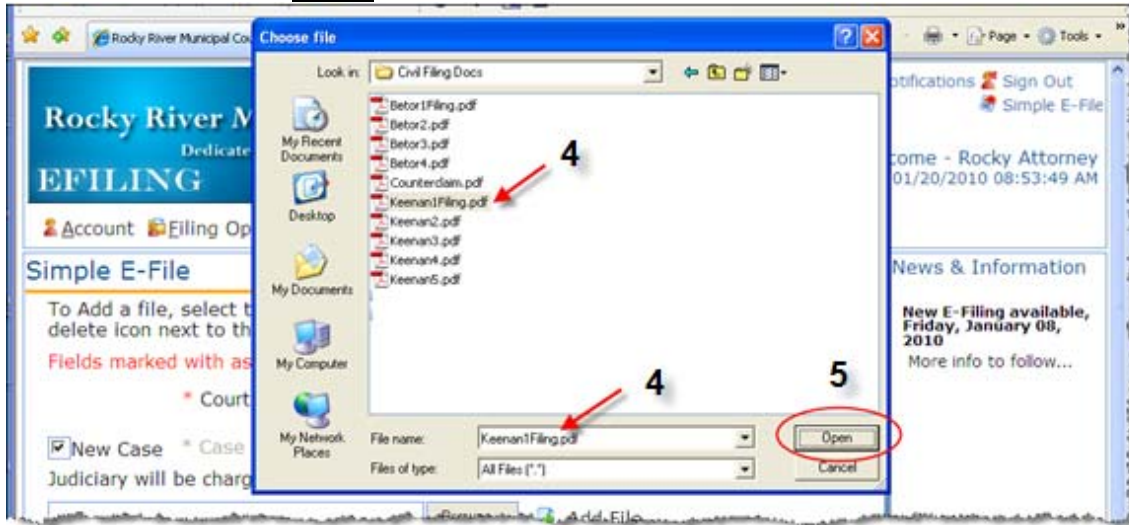 Rocky River Municipal Cou
Choose file
Page
Tools
Look in:
Civil Filing Docs
otifications Sign Out
Simple E-File
Rocky River M
Dedicate
EFILING
My Recent
Documents
Desktop
My Documents
My Computer
My Network
Places
Betor1Filing.pdf
Betor2.pdf
Betor3.pdf
Betor4.pdf
Counterclaim.pdf
Keenan1Filing.pdf
Keenan2.pdf
Keenan3.pdf
Keenan4.pdf
Keenan5.pdf
4
come - Rocky Attorney
01/20/2010 08:53:49 AM
Account Filing Op
Simple E-File
To Add a file, select t
delete icon next to th
Fields marked with as
* Court
New Case * Case
Judiciary will be charg
4
5
File name:
Keenan1Filing.pdf
Open
Files of type:
All Files (*.*)
Cancel
News & Information
New E-Filing available,
Friday, January 08,
2010
More info to follow...
Add File